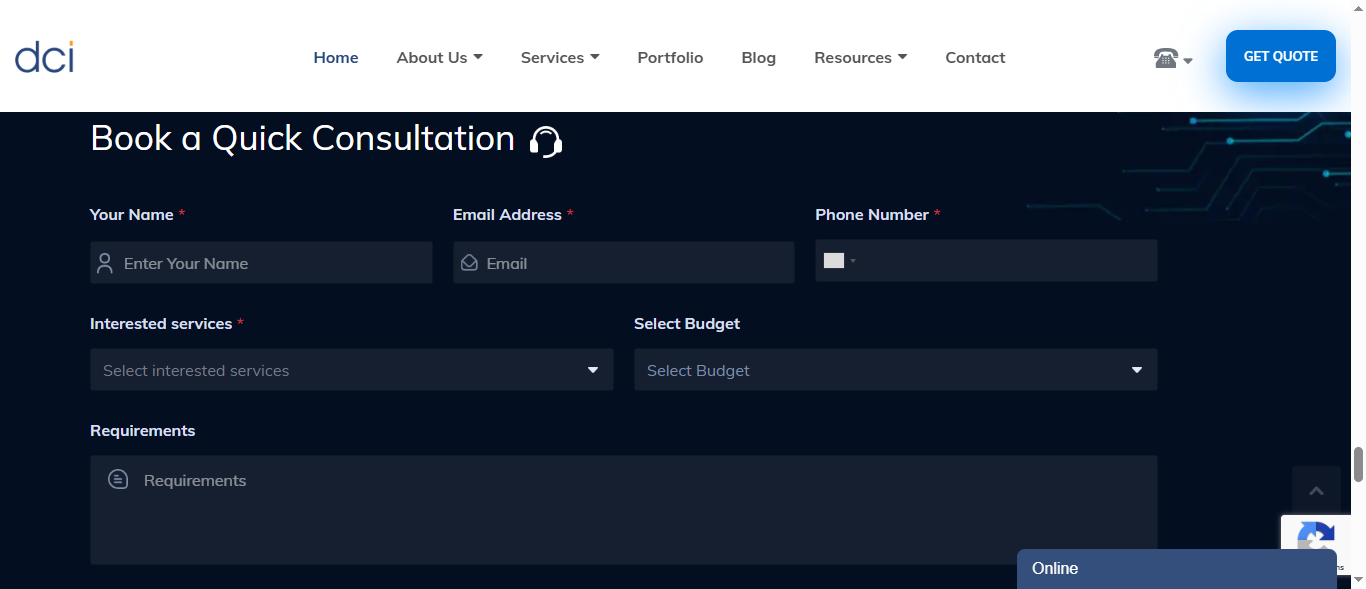 dci
Home About Us Services Portfolio Blog Resources Contact
GET QUOTE
Book a Quick Consultation
Your Name * Email Address * Phone Number *
Enter Your Name Email
Interested services * Select Budget
Select interested services Select Budget
Requirements
Requirements
Online